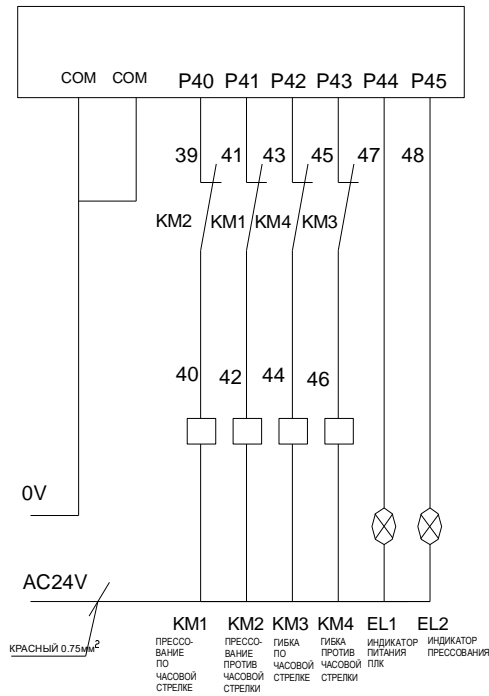 COM COM P40 P41 P42 P43 P44 P45
39 41 43 45 47 48
KM2 KM1 KM4 KM3
40 42 44 46
0V
AC24V
КРАСНЫЙ 0.75мм²
KM1 KM2 KM3 KM4 EL1 EL2
ПРЕССО-
ВАНИЕ
ПО
ЧАСОВОЙ
СТРЕЛКЕ
ПРЕССО-
ВАНИЕ
ПРОТИВ
ЧАСОВОЙ
СТРЕЛКИ
ГИБКА
ПО
ЧАСОВОЙ
СТРЕЛКЕ
ГИБКА
ПРОТИВ
ЧАСОВОЙ
СТРЕЛКИ
ИНДИКАТОР
ПИТАНИЯ
ПЛК
ИНДИКАТОР
ПРЕССОВАНИЯ